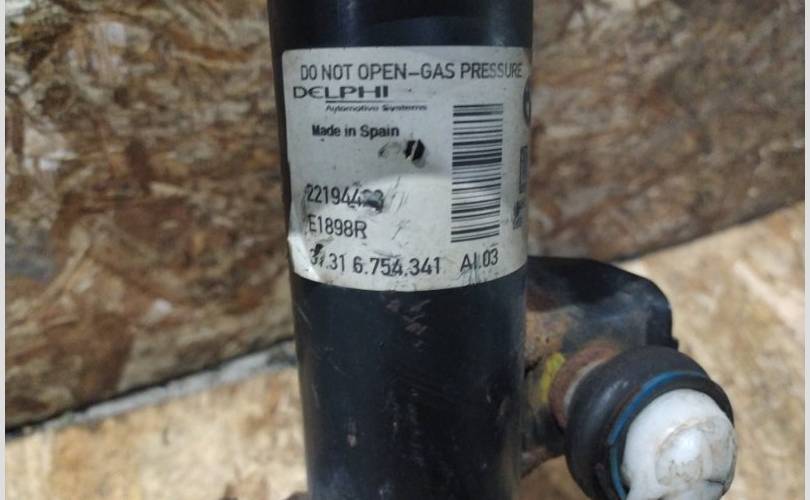 DO NOT OPEN-GAS PRESSURE
DELPHI
Automotive Systems
Made in Spain
E1898R
6.754.341 AI.03